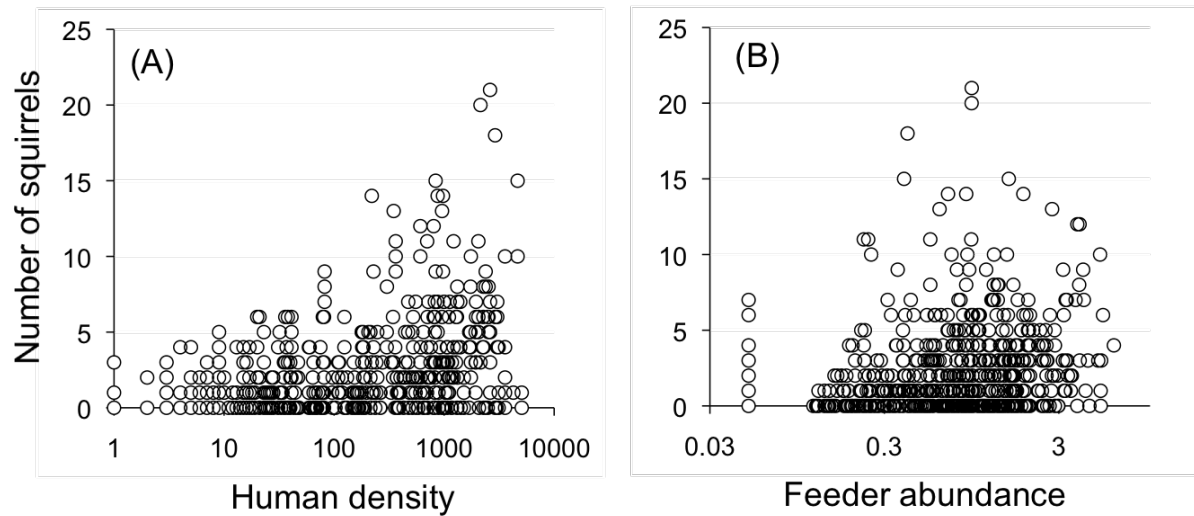 (A)
Number of squirrels
25
20
15
10
5
0
1 10 100 1000 10000
Human density
(B)
25
20
15
10
5
0
0.03 0.3 3
Feeder abundance